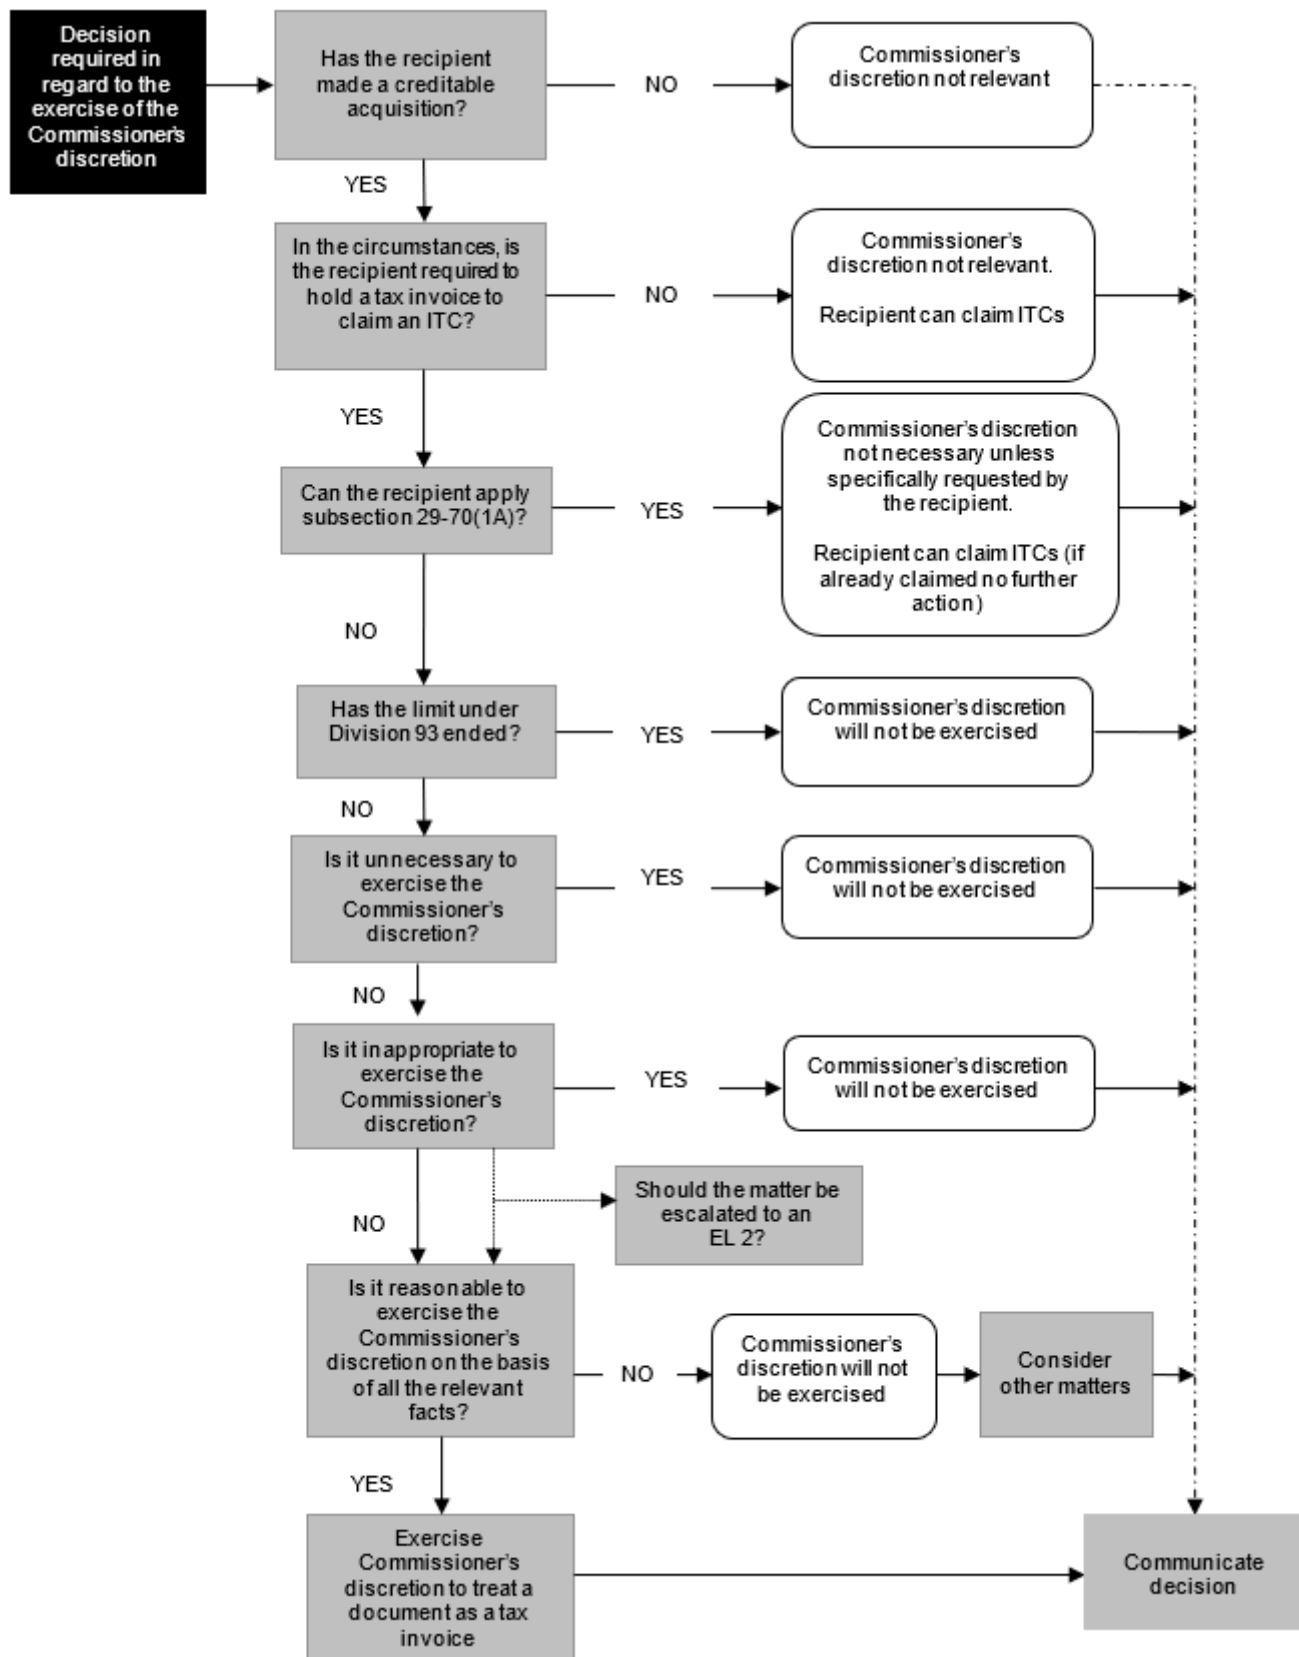 Decision
required in
regard to the
exercise of the
Commissioner's
discretion
Has the recipient
made a creditable
acquisition?
NO
Commissioner's
discretion not relevant
YES
In the circumstances, is
the recipient required to
hold a tax invoice to
claim an ITC?
NO
Commissioner's
discretion not relevant.
Recipient can claim ITCs
YES
Can the recipient apply
subsection 29-70(1A)?
YES
Commissioner's discretion
not necessary unless
specifically requested by
the recipient.
Recipient can claim ITCs (if
already claimed no further
action)
NO
Has the limit under
Division 93 ended?
YES
Commissioner's discretion
will not be exercised
NO
Is it unnecessary to
exercise the
Commissioner's
discretion?
YES
Commissioner's discretion
will not be exercised
NO
Is it inappropriate to
exercise the
Commissioner's
discretion?
YES
Commissioner's discretion
will not be exercised
Should the matter be
escalated to an
EL 2?
NO
Is it reasonable to
exercise the
Commissioner's
discretion on the basis
of all the relevant
facts?
NO
Commissioner's
discretion will not
be exercised
Consider
other matters
YES
Exercise
Commissioner's
discretion to treat a
document as a tax
invoice
Communicate
decision